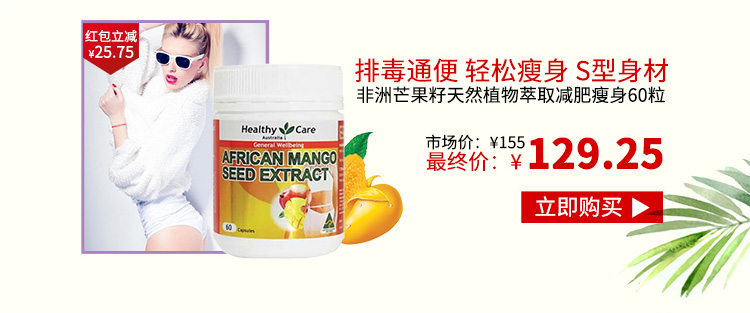 红包立减
¥25.75
排毒通便 轻松瘦身 S型身材
非洲芒果籽天然植物萃取减肥瘦身60粒
市场价：¥155
最终价：¥129.25
立即购买
Healthy Care
Australia
General Wellbeing
AFRICAN MANGO
SEED EXTRACT
60 Capsules